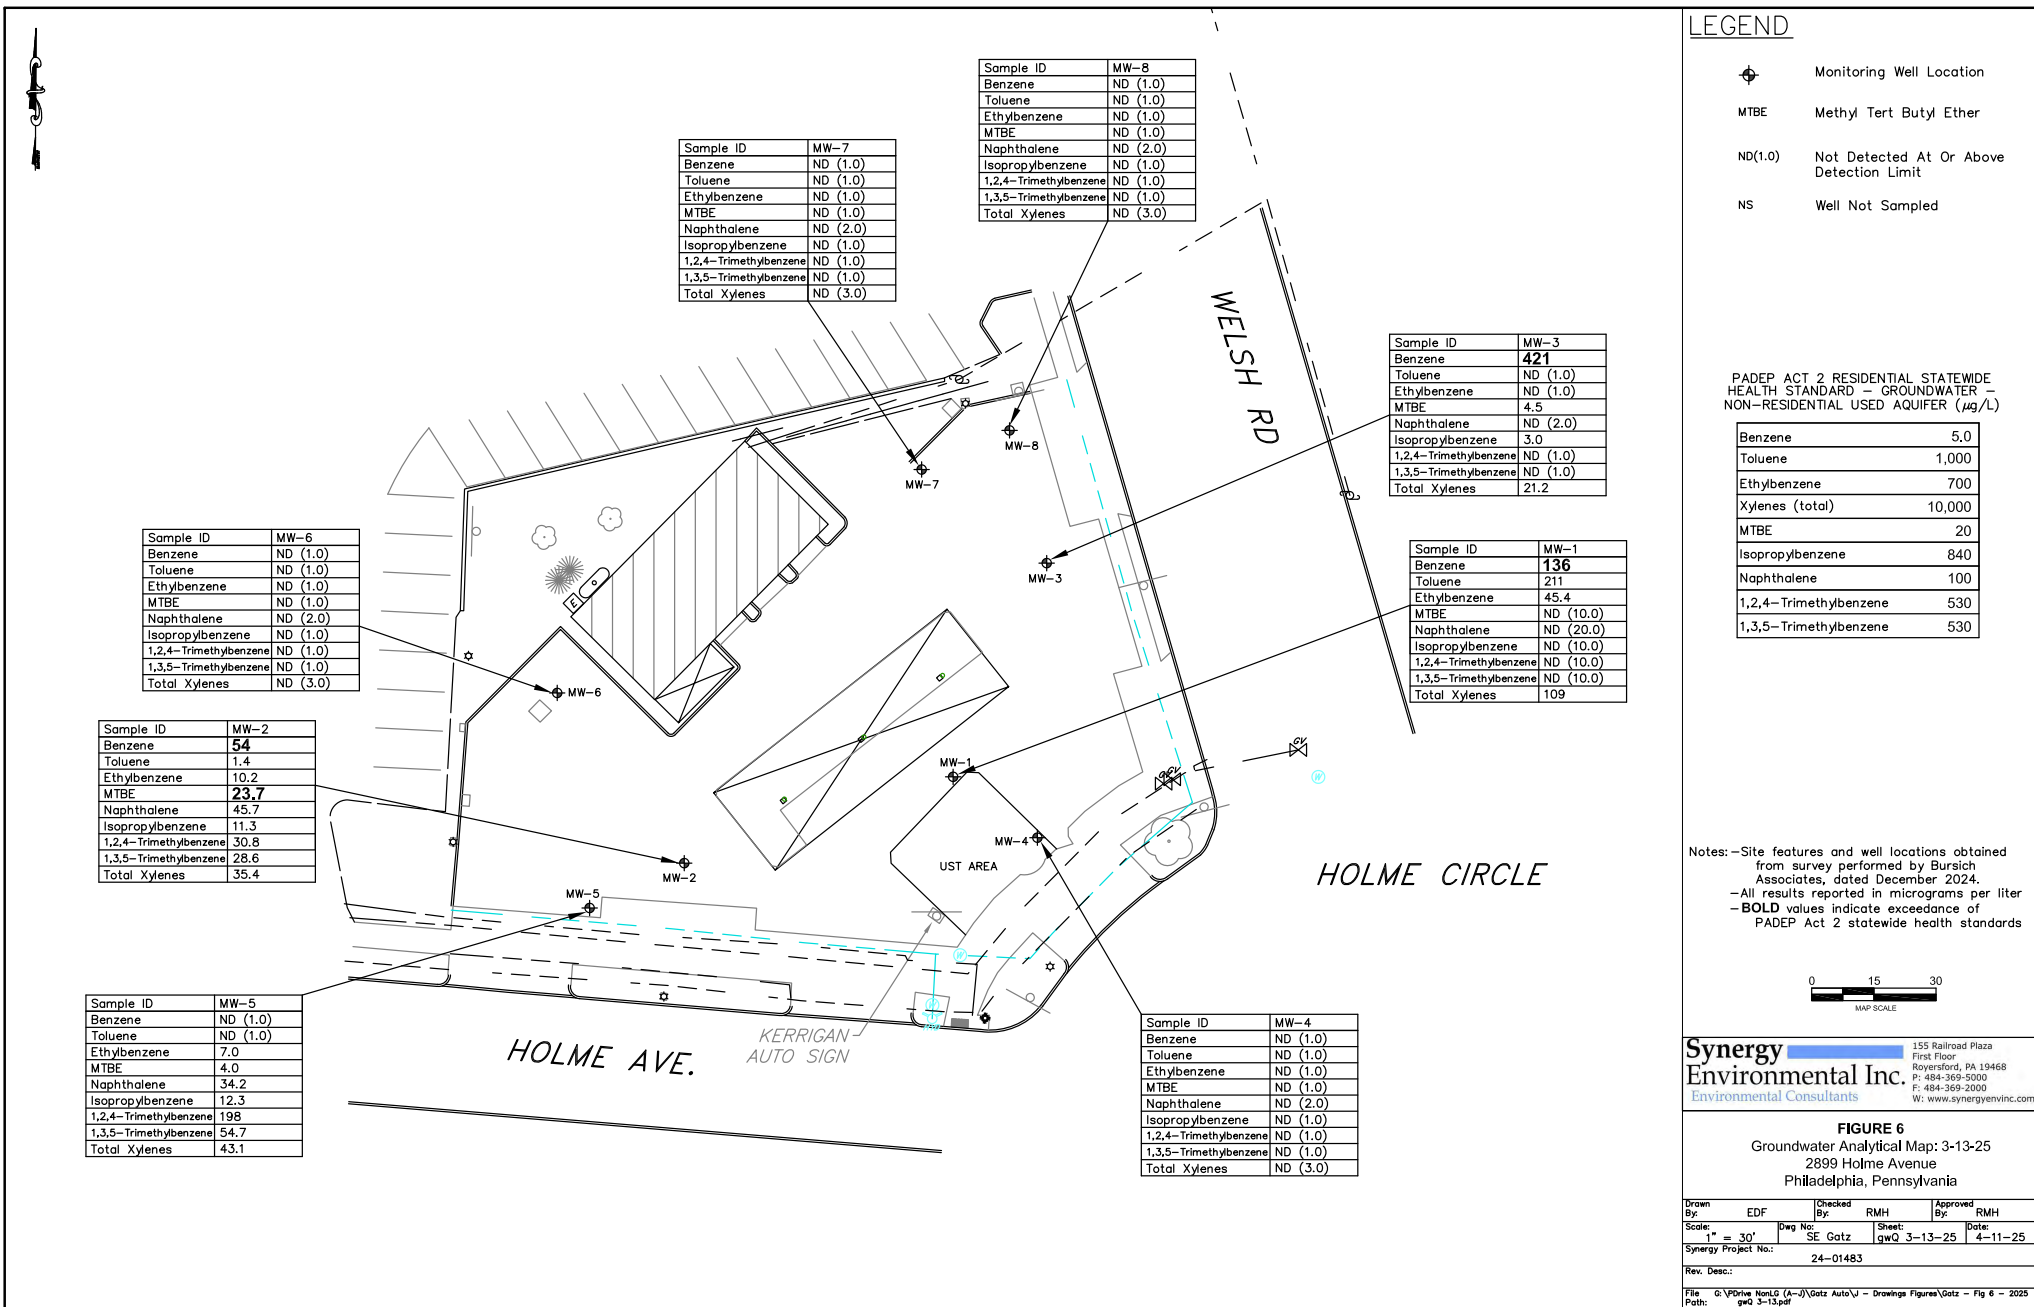 Sample ID MW-8
Benzene ND (1.0)
Toluene ND (1.0)
Ethylbenzene ND (1.0)
MTBE ND (1.0)
Naphthalene ND (2.0)
Isopropylbenzene ND (1.0)
1,2,4-Trimethylbenzene ND (1.0)
1,3,5-Trimethylbenzene ND (1.0)
Total Xylenes ND (3.0)
Sample ID MW-7
Benzene ND (1.0)
Toluene ND (1.0)
Ethylbenzene ND (1.0)
MTBE ND (1.0)
Naphthalene ND (2.0)
Isopropylbenzene ND (1.0)
1,2,4-Trimethylbenzene ND (1.0)
1,3,5-Trimethylbenzene ND (1.0)
Total Xylenes ND (3.0)
Sample ID MW-3
Benzene 421
Toluene ND (1.0)
Ethylbenzene ND (1.0)
MTBE 4.5
Naphthalene ND (2.0)
Isopropylbenzene 3.0
1,2,4-Trimethylbenzene ND (1.0)
1,3,5-Trimethylbenzene ND (1.0)
Total Xylenes 21.2
Sample ID MW-1
Benzene 136
Toluene 211
Ethylbenzene 45.4
MTBE ND (10.0)
Naphthalene ND (20.0)
Isopropylbenzene ND (10.0)
1,2,4-Trimethylbenzene ND (10.0)
1,3,5-Trimethylbenzene ND (10.0)
Total Xylenes 109
Sample ID MW-6
Benzene ND (1.0)
Toluene ND (1.0)
Ethylbenzene ND (1.0)
MTBE ND (1.0)
Naphthalene ND (2.0)
Isopropylbenzene ND (1.0)
1,2,4-Trimethylbenzene ND (1.0)
1,3,5-Trimethylbenzene ND (1.0)
Total Xylenes ND (3.0)
Sample ID MW-2
Benzene 54
Toluene 1.4
Ethylbenzene 10.2
MTBE 23.7
Naphthalene 45.7
Isopropylbenzene 11.3
1,2,4-Trimethylbenzene 30.8
1,3,5-Trimethylbenzene 28.6
Total Xylenes 35.4
Sample ID MW-5
Benzene ND (1.0)
Toluene ND (1.0)
Ethylbenzene 7.0
MTBE 4.0
Naphthalene 34.2
Isopropylbenzene 12.3
1,2,4-Trimethylbenzene 198
1,3,5-Trimethylbenzene 54.7
Total Xylenes 43.1
Sample ID MW-4
Benzene ND (1.0)
Toluene ND (1.0)
Ethylbenzene ND (1.0)
MTBE ND (1.0)
Naphthalene ND (2.0)
Isopropylbenzene ND (1.0)
1,2,4-Trimethylbenzene ND (1.0)
1,3,5-Trimethylbenzene ND (1.0)
Total Xylenes ND (3.0)
WELSH RD
MW-8
MW-7
MW-3
E
MW-6
MW-1
GV
GV
GV
W
MW-4
UST AREA
MW-2
MW-5
HOLME CIRCLE
W
W
KERRIGAN
AUTO SIGN
HOLME AVE.
LEGEND
Monitoring Well Location
MTBE Methyl Tert Butyl Ether
ND(1.0) Not Detected At Or Above
Detection Limit
NS Well Not Sampled
PADEP ACT 2 RESIDENTIAL STATEWIDE
HEALTH STANDARD - GROUNDWATER -
NON-RESIDENTIAL USED AQUIFER (µg/L)
Benzene 5.0
Toluene 1,000
Ethylbenzene 700
Xylenes (total) 10,000
MTBE 20
Isopropylbenzene 840
Naphthalene 100
1,2,4-Trimethylbenzene 530
1,3,5-Trimethylbenzene 530
Notes: -Site features and well locations obtained
from survey performed by Bursich
Associates, dated December 2024.
-All results reported in micrograms per liter
-BOLD values indicate exceedance of
PADEP Act 2 statewide health standards
0 15 30
MAP SCALE
Synergy
Environmental Inc.
Environmental Consultants
155 Railroad Plaza
First Floor
Royersford, PA 19468
P: 484-369-5000
F: 484-369-2000
W: www.synergyenvinc.com
FIGURE 6
Groundwater Analytical Map: 3-13-25
2899 Holme Avenue
Philadelphia, Pennsylvania
Drawn By: EDF Checked By: RMH Approved By: RMH
Scale: 1" = 30' Dwg No: SE Gatz Sheet: gwQ 3-13-25 Date: 4-11-25
Synergy Project No.: 24-01483
Rev. Desc.:
File Path: G:\PDrive NonLG (A-J)\Gatz Auto\J - Drawings Figures\Gatz - Fig 6 - 2025
gwQ 3-13.pdf